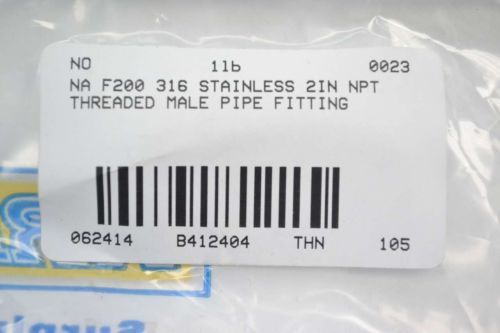 NO 1lb 0023
NA F200 316 STAINLESS 2IN NPT
THREADED MALE PIPE FITTING
062414 B412404 THN 105